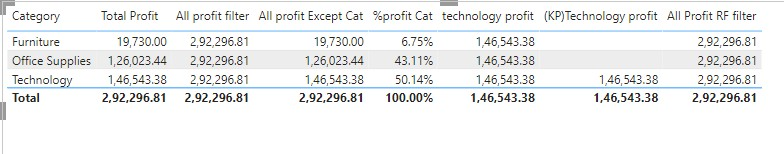 Category Total Profit All profit filter All profit Except Cat %profit Cat technology profit (KP)Technology profit All Profit RF filter
Furniture 19,730.00 2,92,296.81 19,730.00 6.75% 1,46,543.38 2,92,296.81
Office Supplies 1,26,023.44 2,92,296.81 1,26,023.44 43.11% 1,46,543.38 2,92,296.81
Technology 1,46,543.38 2,92,296.81 1,46,543.38 50.14% 1,46,543.38 1,46,543.38 2,92,296.81
Total 2,92,296.81 2,92,296.81 2,92,296.81 100.00% 1,46,543.38 1,46,543.38 2,92,296.81